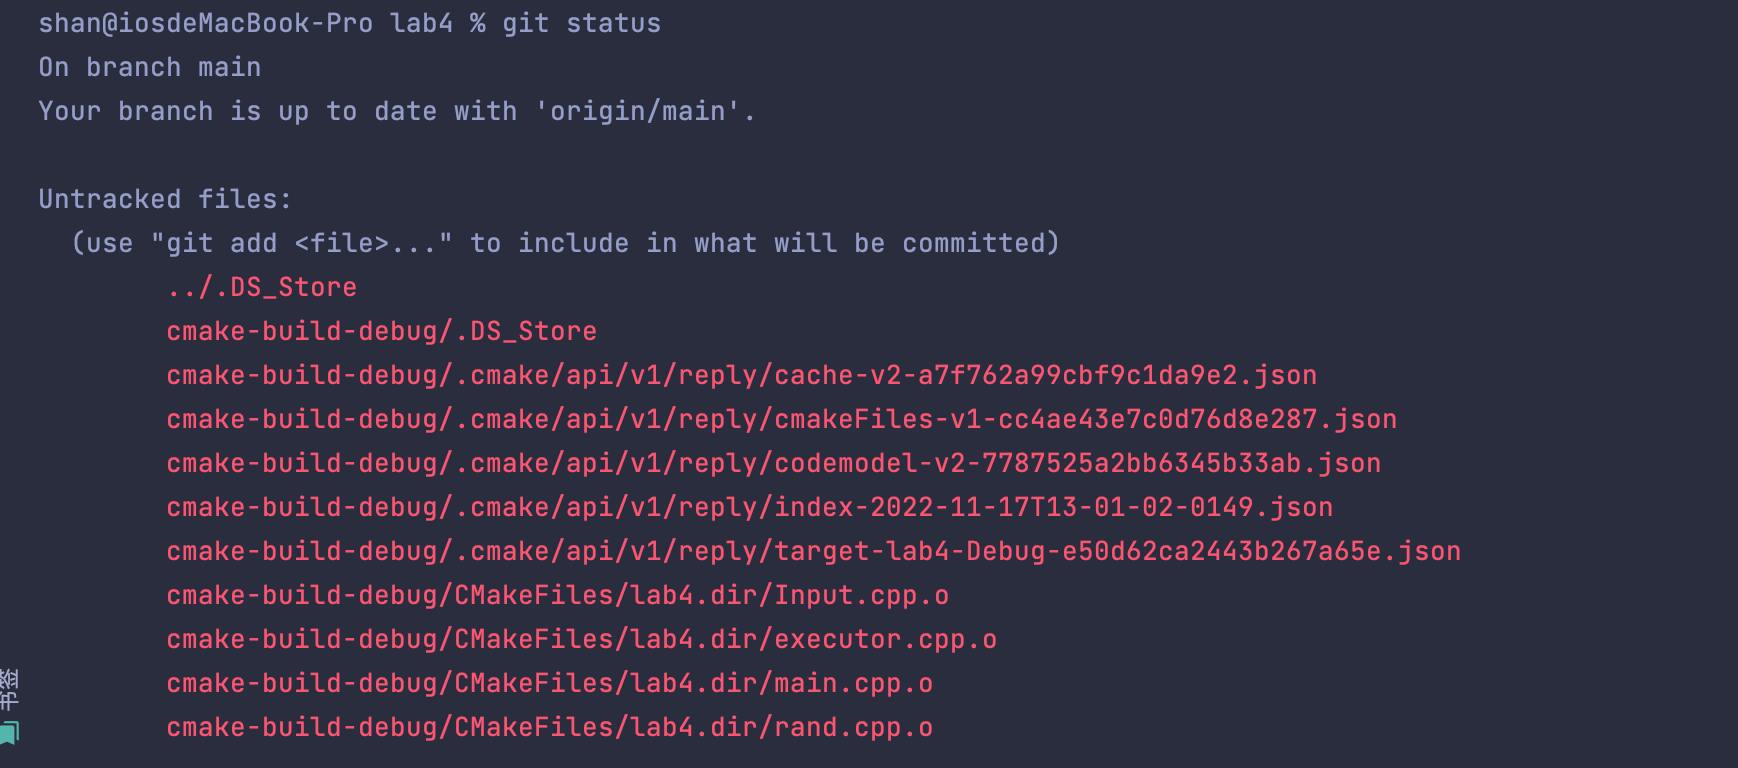 shan@iosdeMacBook-Pro lab4 % git status
On branch main
Your branch is up to date with 'origin/main'.
Untracked files:
(use "git add <file>..." to include in what will be committed)
../.DS_Store
cmake-build-debug/.DS_Store
cmake-build-debug/.cmake/api/v1/reply/cache-v2-a7f762a99cbf9c1da9e2.json
cmake-build-debug/.cmake/api/v1/reply/cmakeFiles-v1-cc4ae43e7c0d76d8e287.json
cmake-build-debug/.cmake/api/v1/reply/codemodel-v2-7787525a2bb6345b33ab.json
cmake-build-debug/.cmake/api/v1/reply/index-2022-11-17T13-01-02-0149.json
cmake-build-debug/.cmake/api/v1/reply/target-lab4-Debug-e50d62ca2443b267a65e.json
cmake-build-debug/CMakeFiles/lab4.dir/Input.cpp.o
cmake-build-debug/CMakeFiles/lab4.dir/executor.cpp.o
cmake-build-debug/CMakeFiles/lab4.dir/main.cpp.o
cmake-build-debug/CMakeFiles/lab4.dir/rand.cpp.o